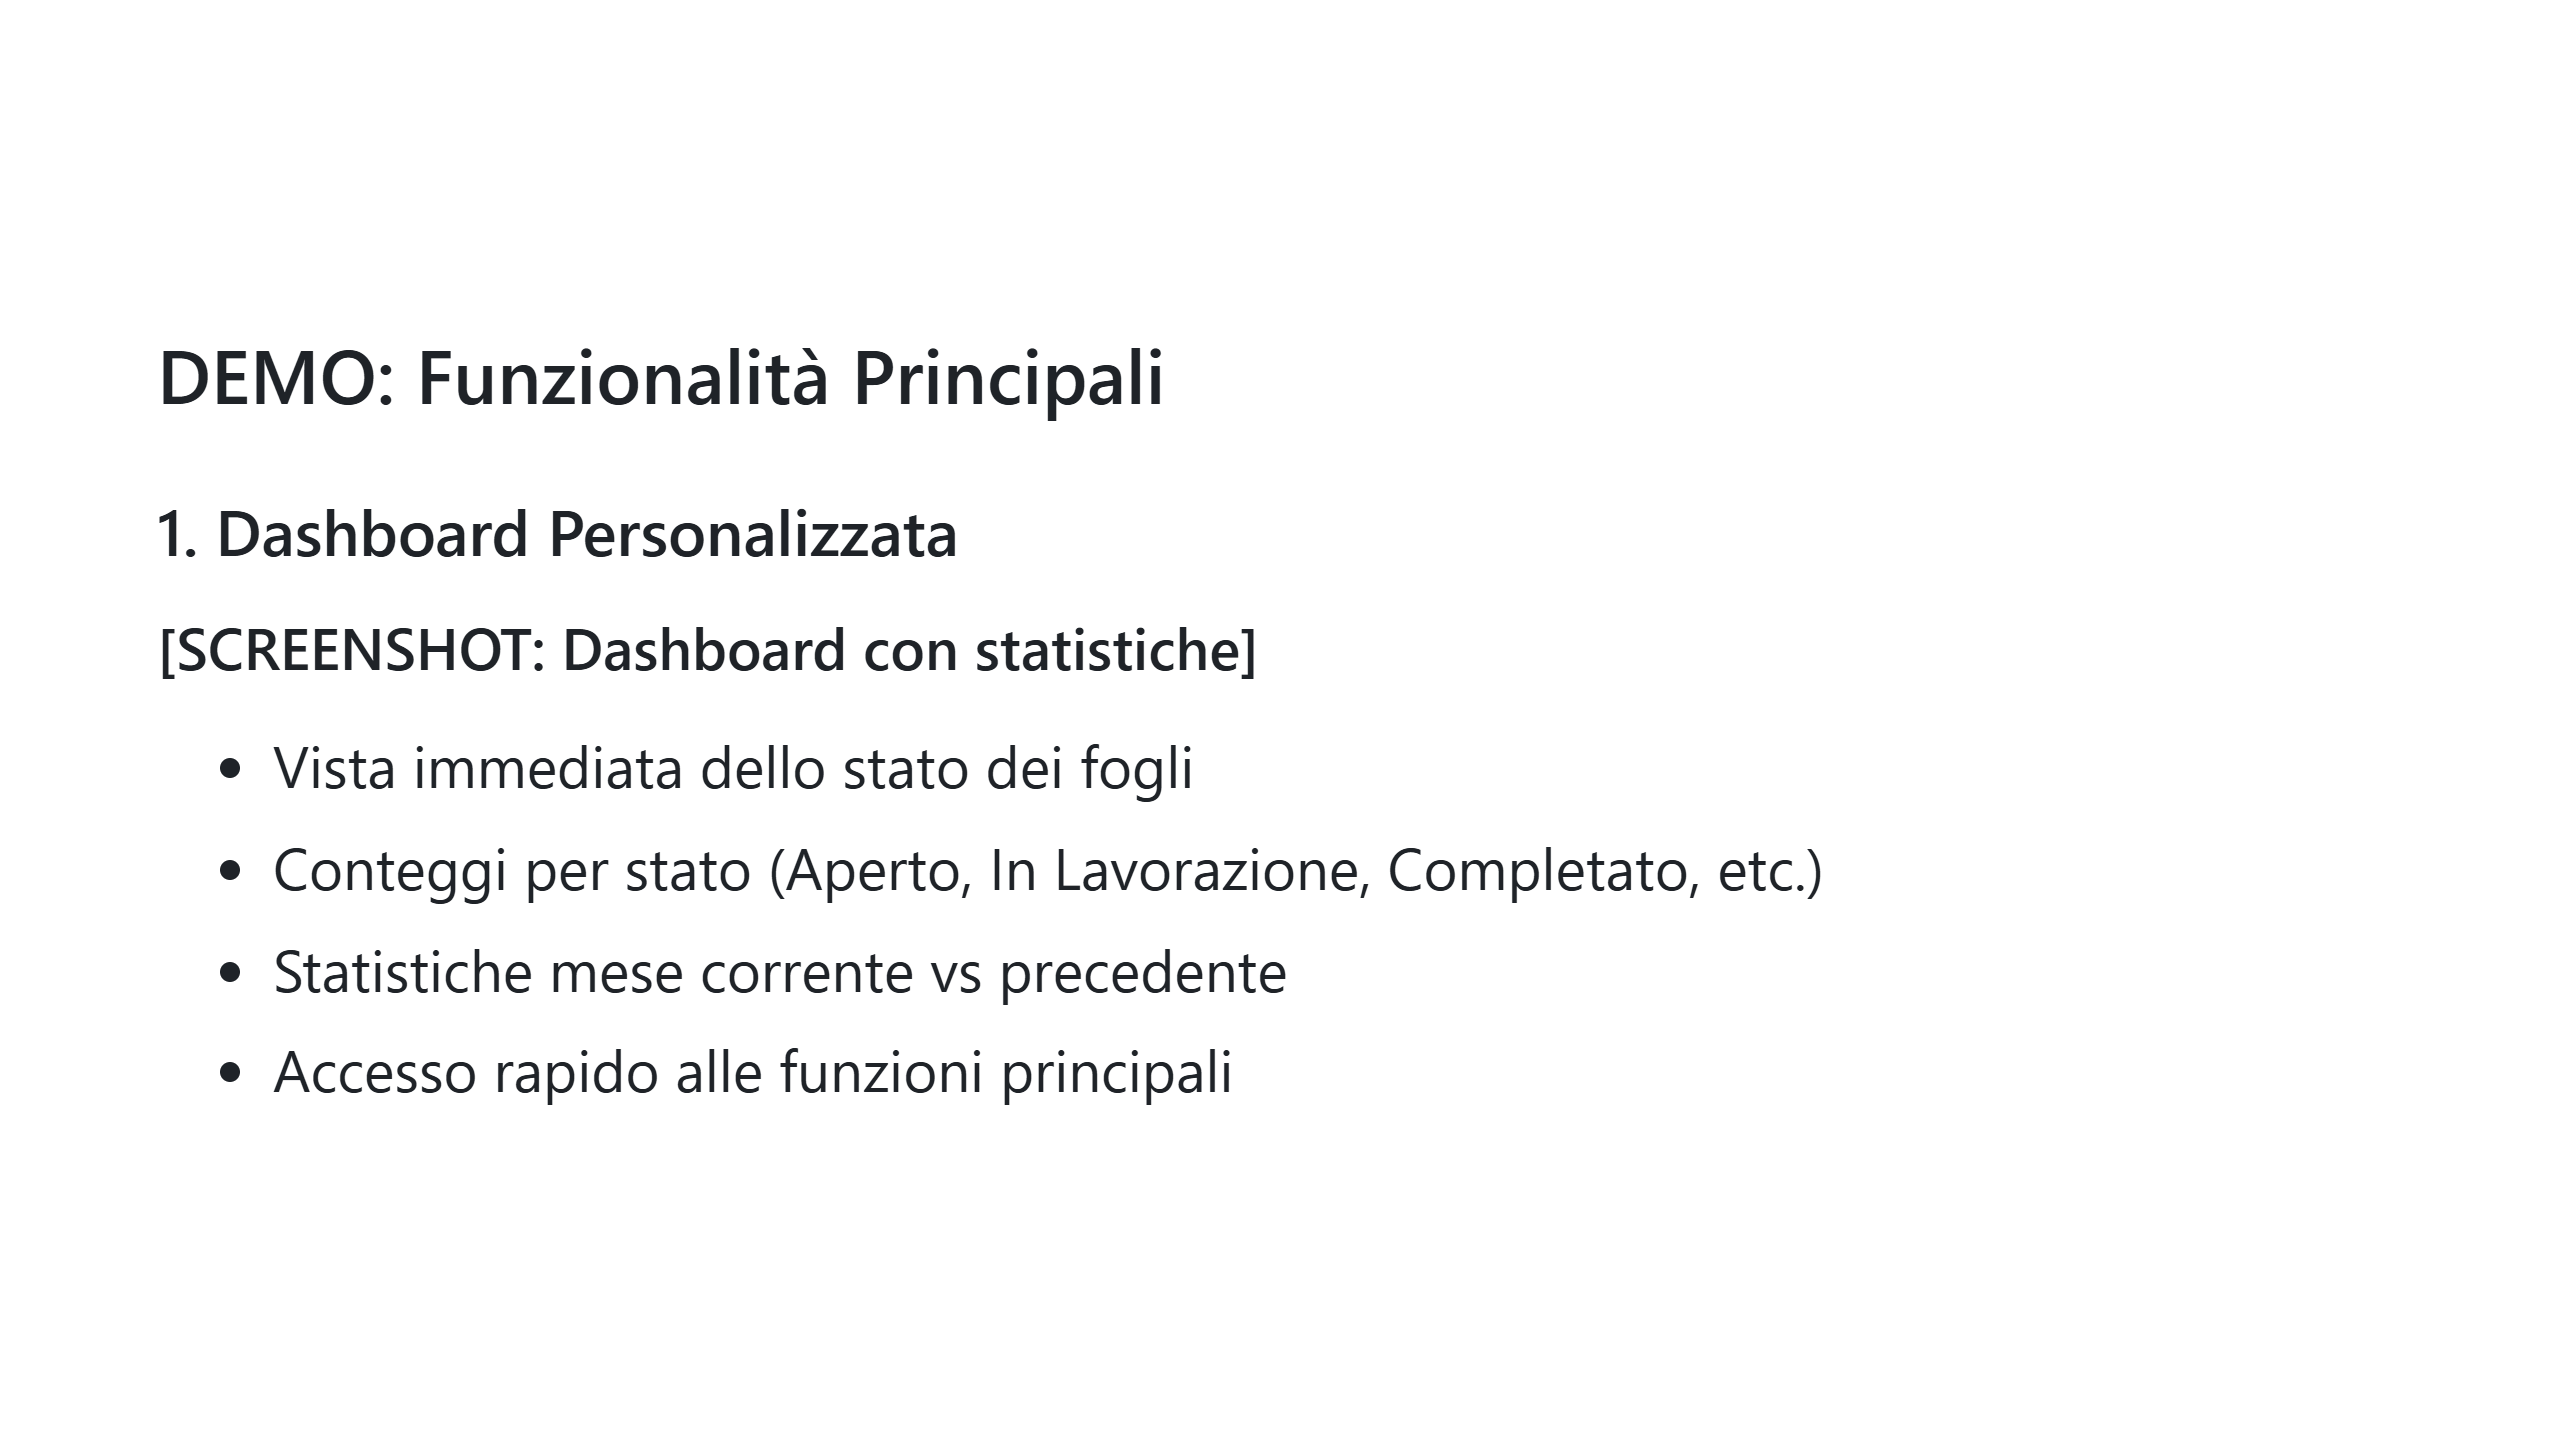 DEMO: Funzionalità Principali
1. Dashboard Personalizzata
[SCREENSHOT: Dashboard con statistiche]
• Vista immediata dello stato dei fogli
• Conteggi per stato (Aperto, In Lavorazione, Completato, etc.)
• Statistiche mese corrente vs precedente
• Accesso rapido alle funzioni principali